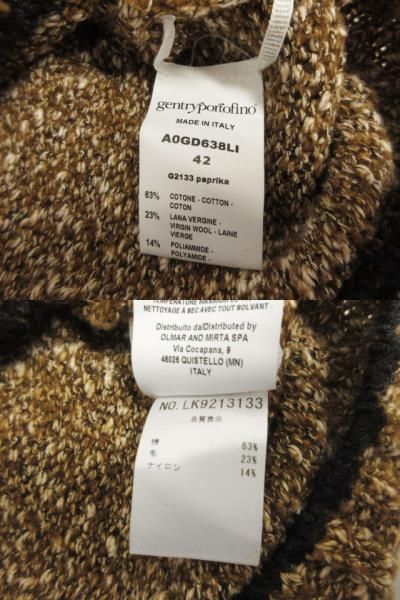 gentryportofino
MADE IN ITALY
A0GD638LI
42
G2133 paprika
63% COTONE - COTTON -
COTON
23% LANA VERGINE -
VIRGIN WOOL - LAINE
VIERGE
14% POLIAMMIDE -
POLYAMIDE -
TEMPERATURE MAXIMUM
NETTOYAGE A SEC AVEC TOUT SOLVANT -
Distribuito da/Distributed by
OLMAR AND MIRTA SPA
Via Cocapana, 9
46026 QUISTELLO (MN)
ITALY
NO. LK9213133
品質表示
綿 63%
毛 23%
ナイロン 14%